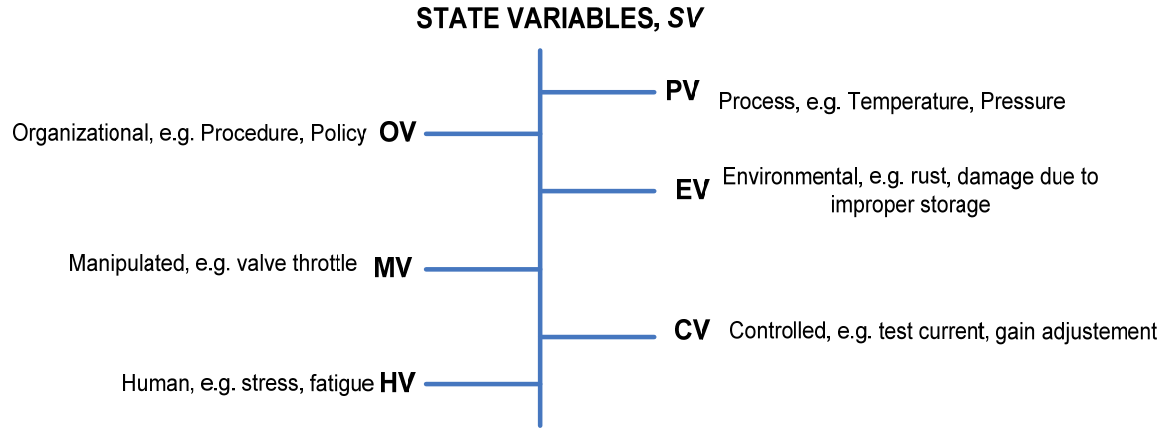 STATE VARIABLES, SV
PV Process, e.g. Temperature, Pressure
Organizational, e.g. Procedure, Policy OV
EV Environmental, e.g. rust, damage due to
improper storage
Manipulated, e.g. valve throttle MV
CV Controlled, e.g. test current, gain adjustement
Human, e.g. stress, fatigue HV